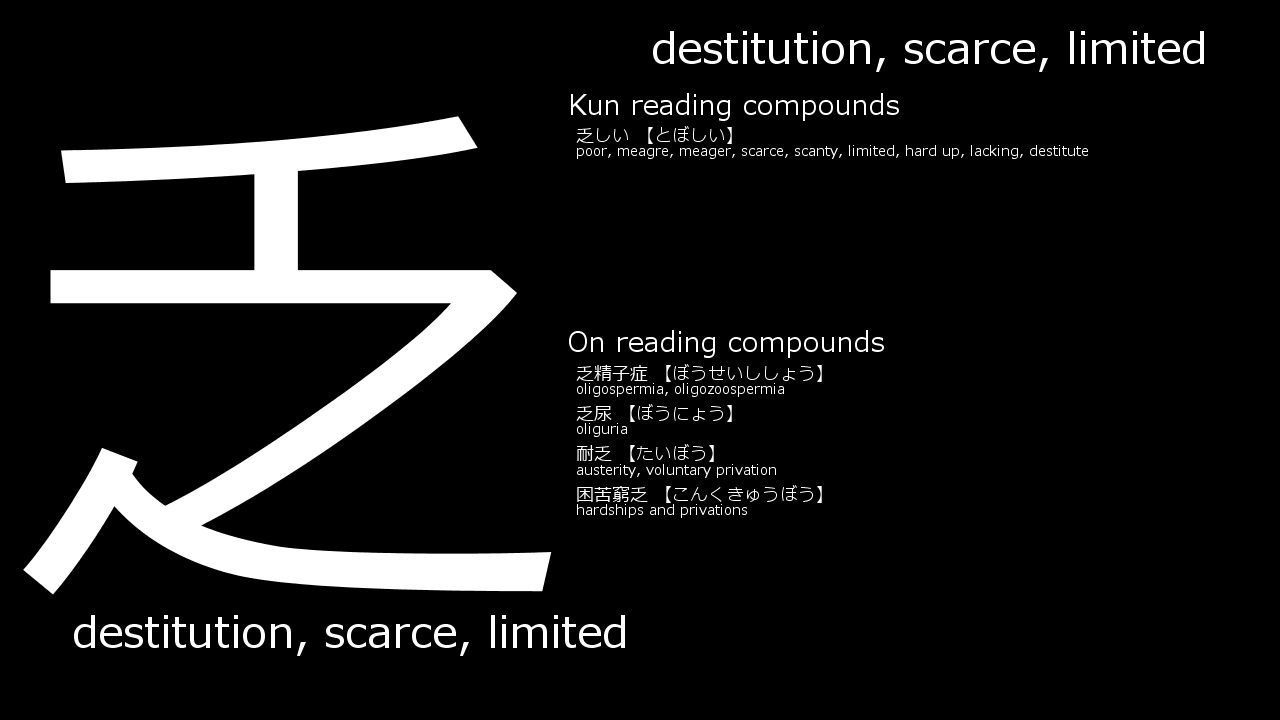 乏
destitution, scarce, limited
destitution, scarce, limited
Kun reading compounds
乏しい 【とぼしい】
poor, meagre, meager, scarce, scanty, limited, hard up, lacking, destitute
On reading compounds
乏精子症 【ぼうせいししょう】
oligospermia, oligozoospermia
乏尿 【ぼうにょう】
oliguria
耐乏 【たいぼう】
austerity, voluntary privation
困苦窮乏 【こんくきゅうぼう】
hardships and privations